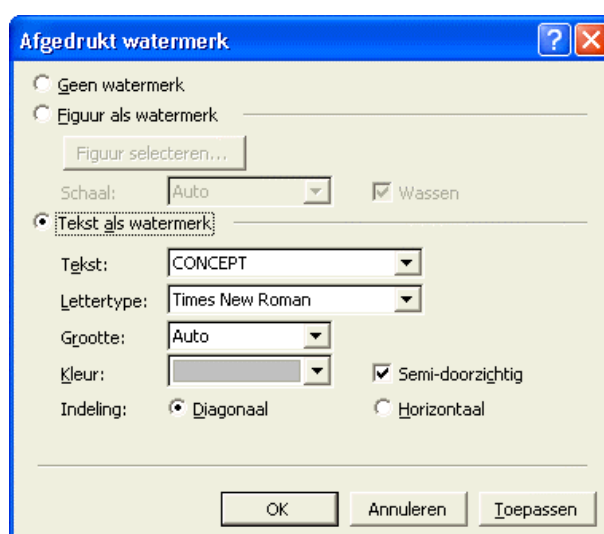 Afgedrukt watermerk
Geen watermerk
Figuur als watermerk
Figuur selecteren...
Schaal: Auto Wassen
Tekst als watermerk
Tekst: CONCEPT
Lettertype: Times New Roman
Grootte: Auto
Kleur: Semi-doorzichtig
Indeling: Diagonaal Horizontaal
OK Annuleren Toepassen